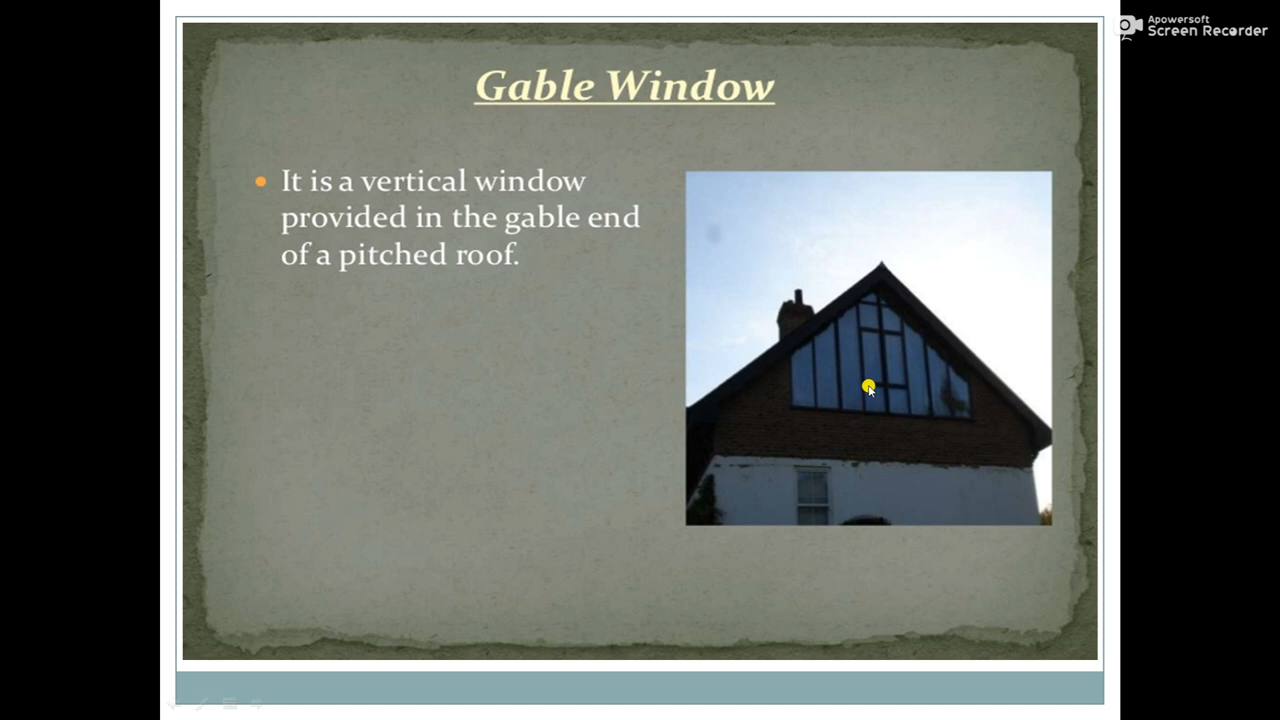 Apowersoft
Screen Recorder
Gable Window
It is a vertical window
provided in the gable end
of a pitched roof.